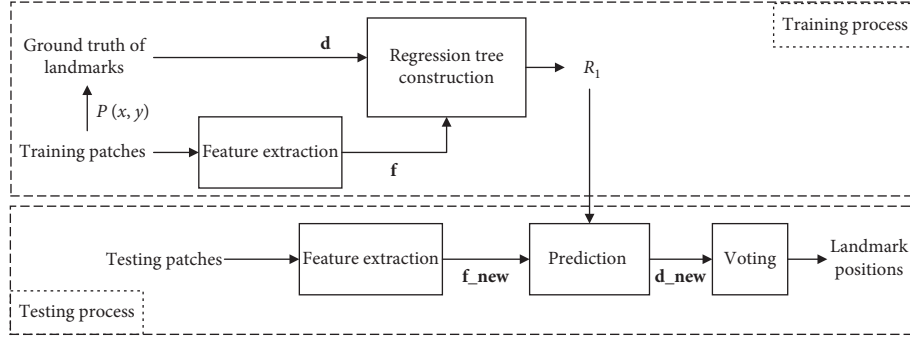 Training process
Ground truth of
landmarks
d
Regression tree
construction
R1
P (x, y)
Training patches
Feature extraction
f
Testing patches
Feature extraction
f_new
Prediction
d_new
Voting
Landmark
positions
Testing process